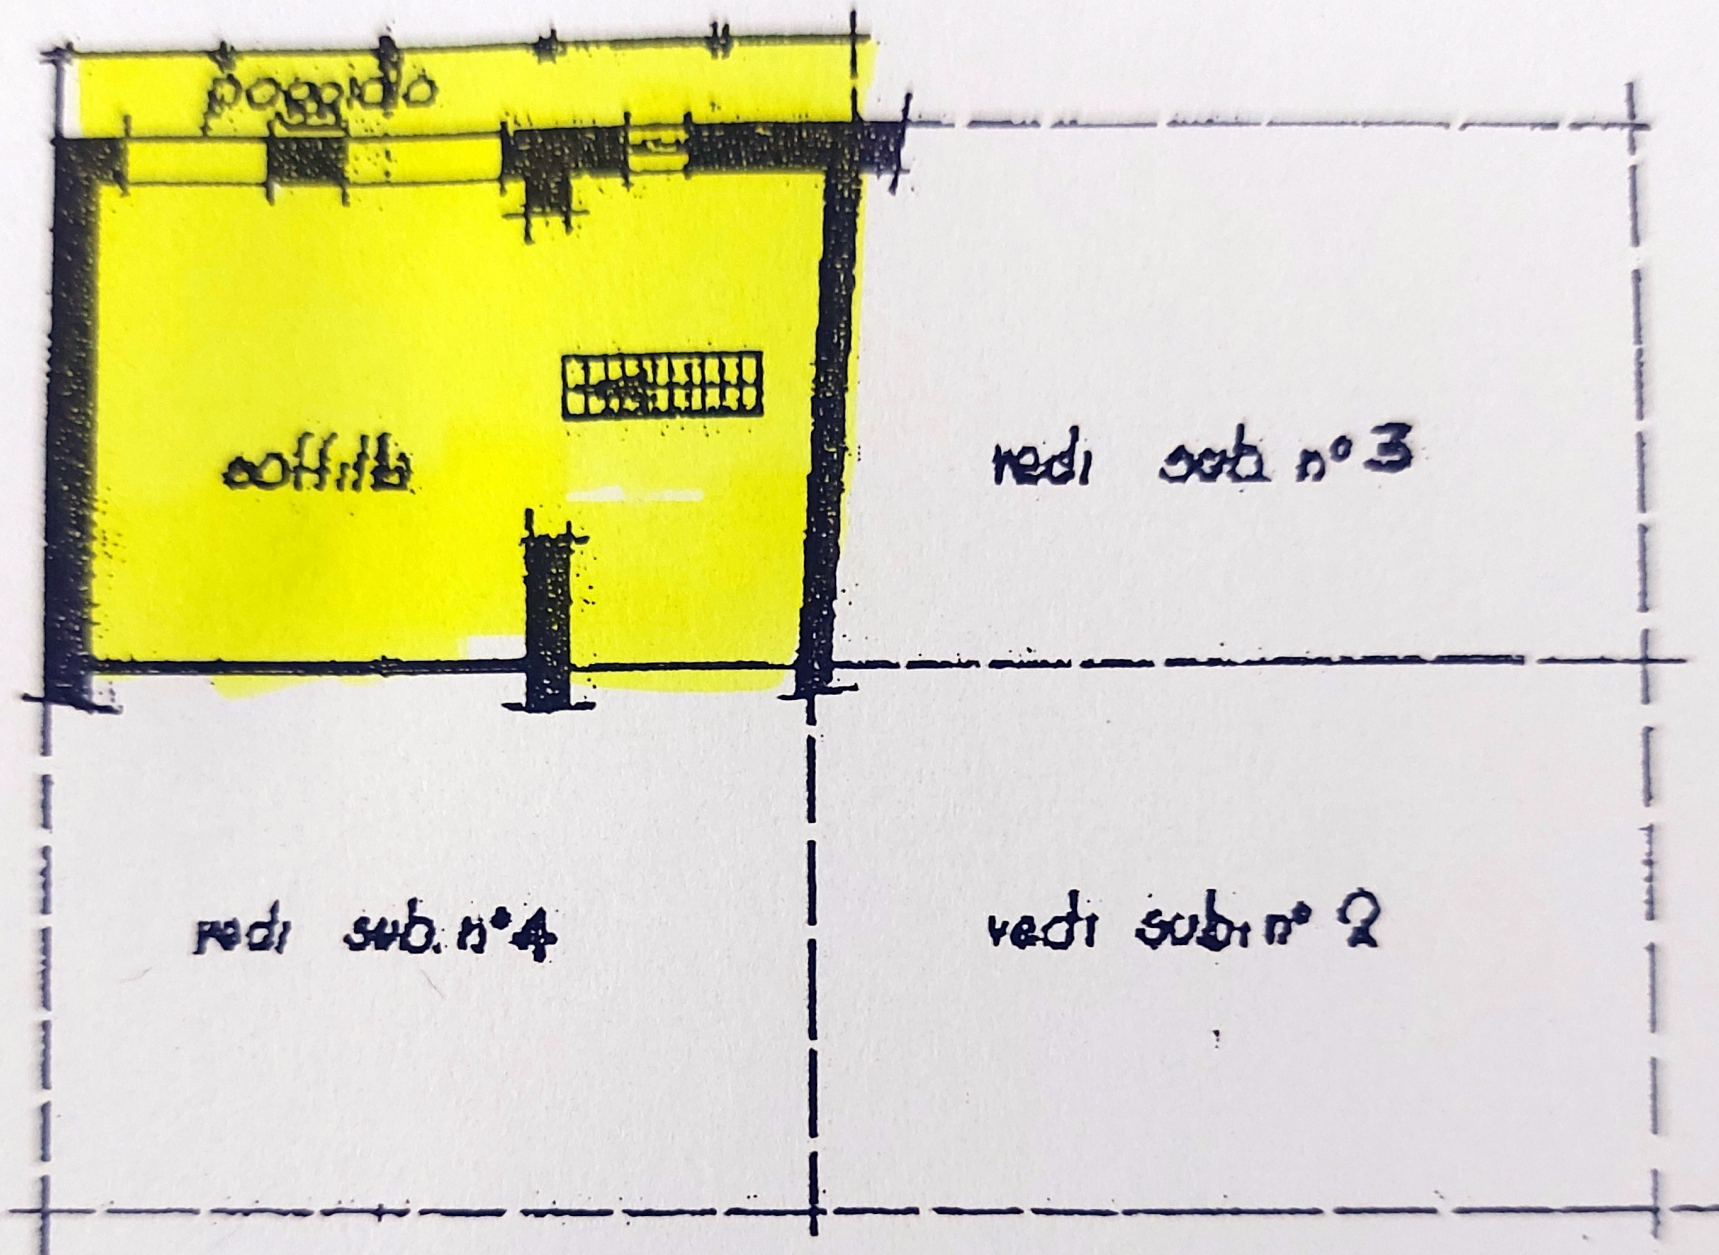 poggiolo
soffitta
vedi sub. n° 3
vedi sub. n° 4
vedi sub. n° 2